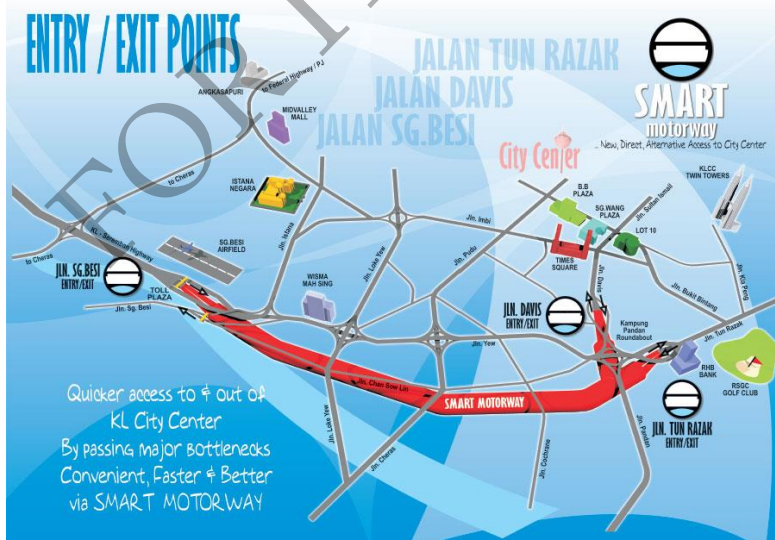 ENTRY / EXIT POINTS
JALAN TUN RAZAK
JALAN DAVIS
JALAN SG.BESI
SMART
motorway
... New, Direct, Alternative Access to City Center
FOR
ANGKASAPURI
to Federal Highway / PJ
MIDVALLEY
MALL
City Center
KLCC
TWIN TOWERS
to Cheras
ISTANA
NEGARA
B.B
PLAZA
SG.WANG
PLAZA
Jln. Sultan Ismail
LOT 10
Jln. Imbi
TIMES
SQUARE
Jln. Istana
Jln. Loke Yew
Jln. Pudu
Jln. Davis
KL - Seremban Highway
SG.BESI
AIRFIELD
to Cheras
JLN. SG.BESI
ENTRY/EXIT
TOLL
PLAZA
Jln. Sg. Besi
WISMA
MAH SING
Jln. Bukit Bintang
Jln. Kia Peng
JLN. DAVIS
ENTRY/EXIT
Kampung
Pandan
Roundabout
Jln. Tun Razak
Jln. Yew
RHB
BANK
RSGC
GOLF CLUB
Jln. Chan Sow Lin
SMART MOTORWAY
JLN. TUN RAZAK
ENTRY/EXIT
Jln. Loke Yew
Jln. Cheras
Jln. Cochrane
Jln. Pandan
Quicker access to & out of
KL City Center
By passing major bottlenecks
Convenient, Faster & Better
via SMART MOTORWAY